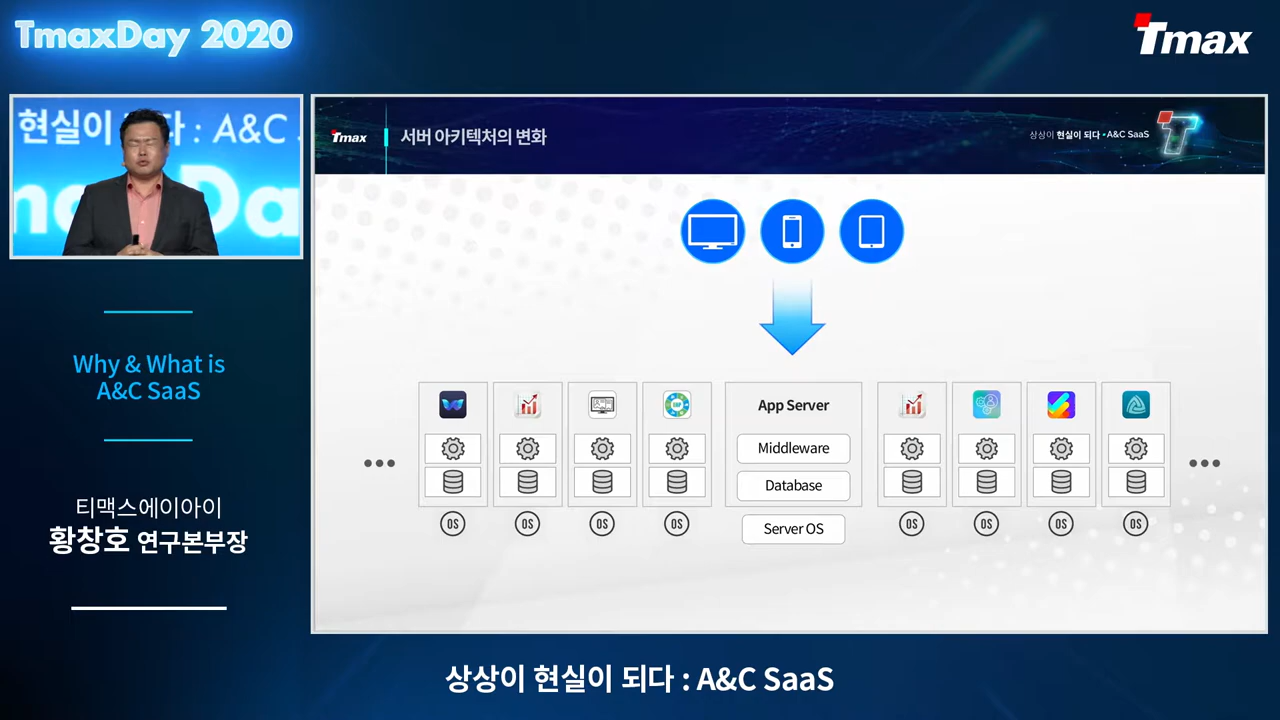 TmaxDay 2020
Tmax
현실이 다 : A&C
Da
Tmax
서버 아키텍처의 변화
상상이 현실이 되다 • A&C SaaS
T
Why & What is
A&C SaaS
App Server
Middleware
Database
Server OS
OS
OS
OS
OS
OS
OS
OS
OS
티맥스에이아이
황창호 연구본부장
상상이 현실이 되다 : A&C SaaS